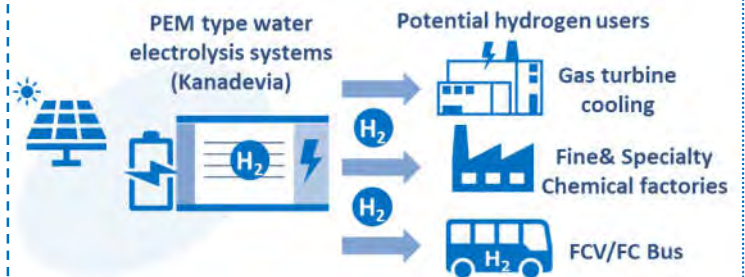 PEM type water
electrolysis systems
(Kanadevia)
H2
Potential hydrogen users
H2
H2
Gas turbine
cooling
Fine& Specialty
Chemical factories
H2
FCV/FC Bus